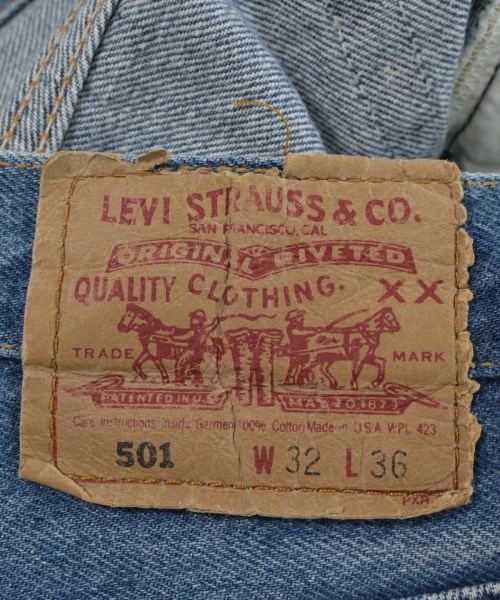 LEVI STRAUSS & CO.
SAN FRANCISCO, CAL
ORIGINAL RIVETED
QUALITY CLOTHING. XX
TRADE MARK
PATENTED IN U.S. MAY 20 1873
Care Instructions Inside Garment 100% Cotton Made in U.S.A. WPL 423
501 W 32 L 36